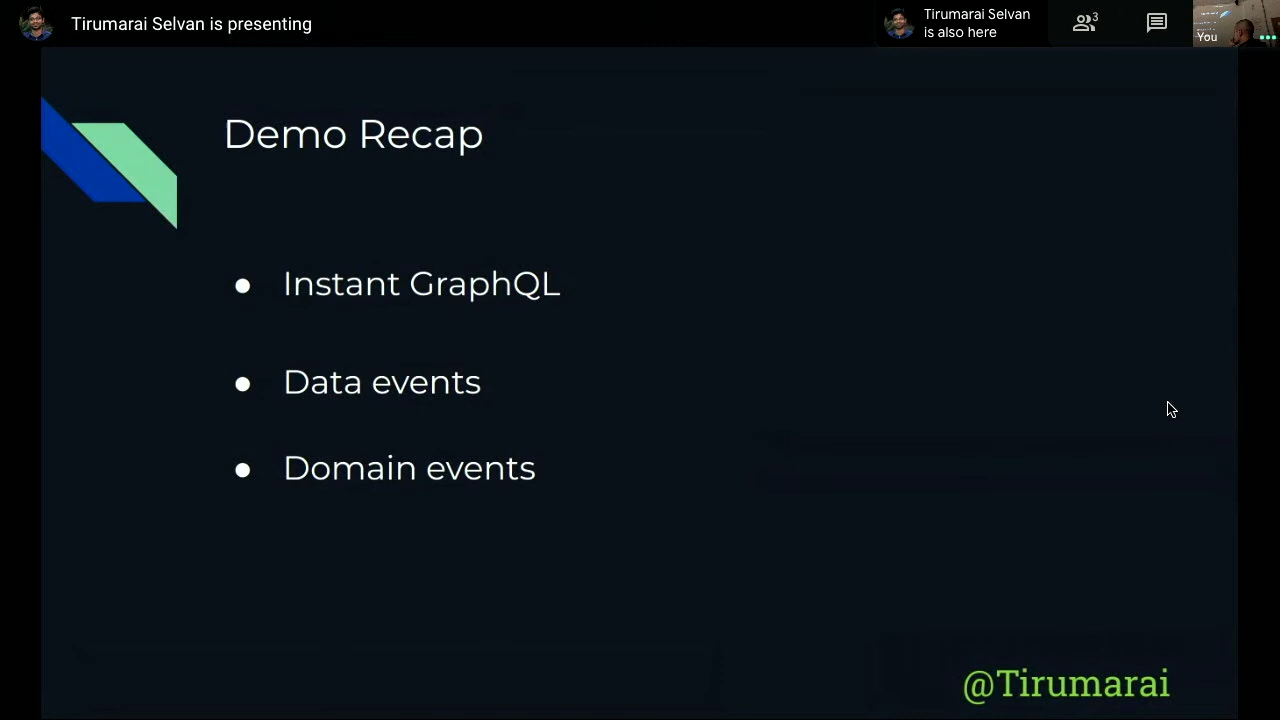 Tirumarai Selvan is presenting
Tirumarai Selvan
is also here
3
You
Demo Recap
● Instant GraphQL
● Data events
● Domain events
@Tirumarai